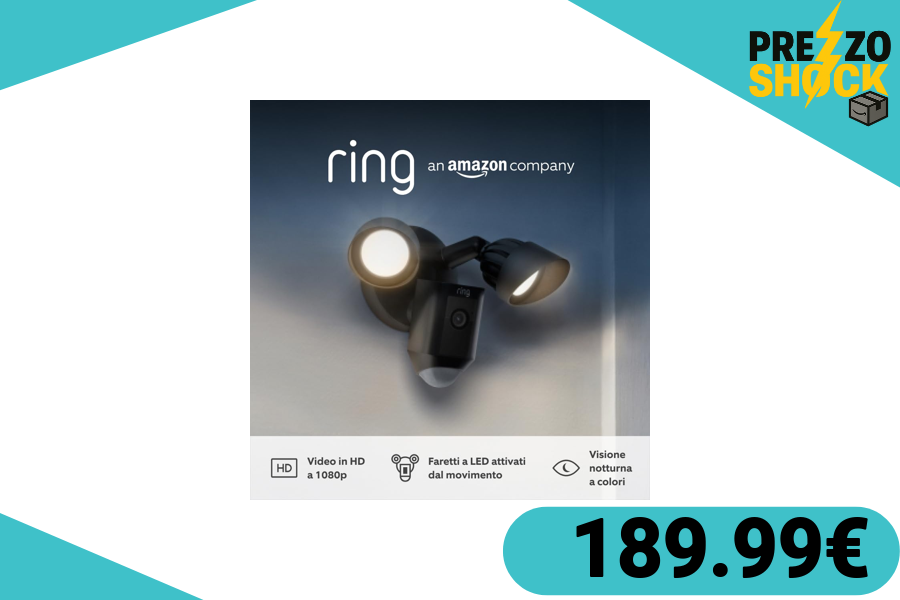 PREZZO
SHOCK
ring an amazon company
ring
HD
Video in HD
a 1080p
Faretti a LED attivati
dal movimento
Visione
notturna
a colori
189.99€